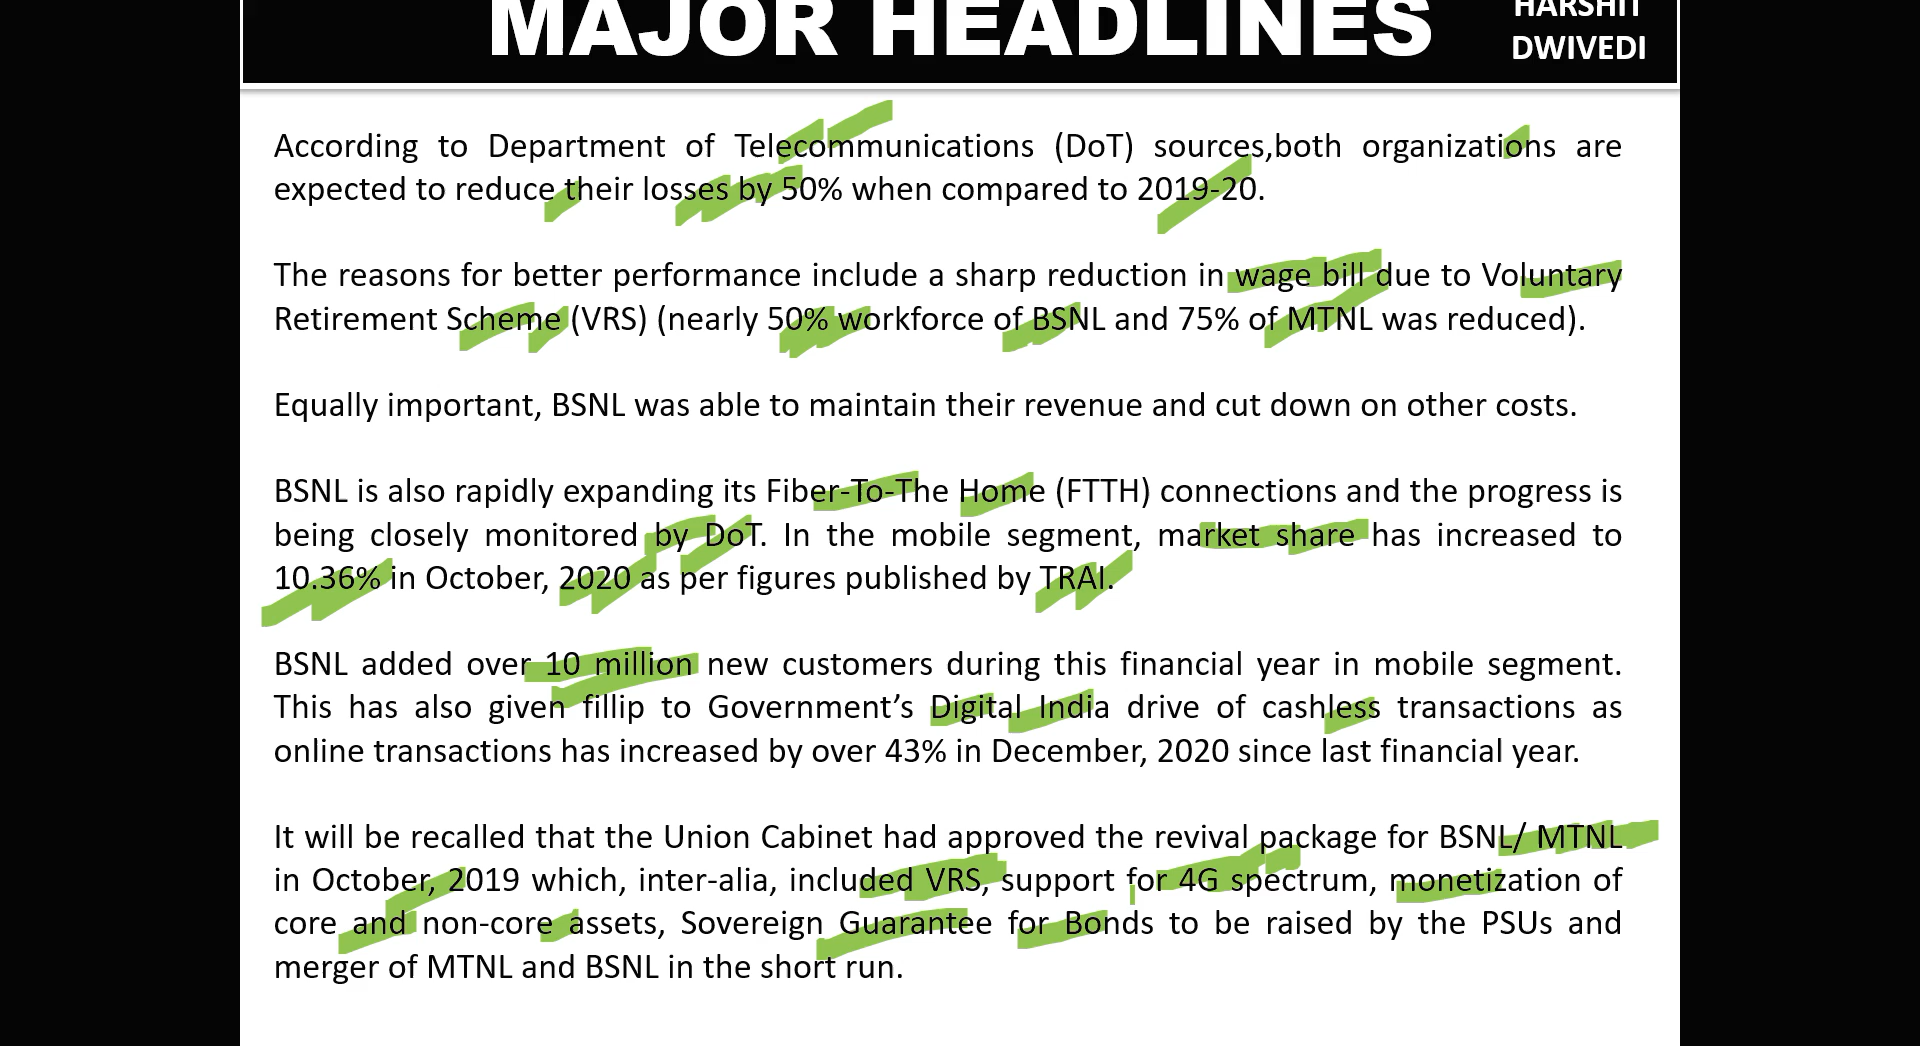 MAJOR HEADLINES
HARSHIT
DWIVEDI
According to Department of Telecommunications (DoT) sources,both organizations are
expected to reduce their losses by 50% when compared to 2019-20.
The reasons for better performance include a sharp reduction in wage bill due to Voluntary
Retirement Scheme (VRS) (nearly 50% workforce of BSNL and 75% of MTNL was reduced).
Equally important, BSNL was able to maintain their revenue and cut down on other costs.
BSNL is also rapidly expanding its Fiber-To-The Home (FTTH) connections and the progress is
being closely monitored by DoT. In the mobile segment, market share has increased to
10.36% in October, 2020 as per figures published by TRAI.
BSNL added over 10 million new customers during this financial year in mobile segment.
This has also given fillip to Government’s Digital India drive of cashless transactions as
online transactions has increased by over 43% in December, 2020 since last financial year.
It will be recalled that the Union Cabinet had approved the revival package for BSNL/ MTNL
in October, 2019 which, inter-alia, included VRS, support for 4G spectrum, monetization of
core and non-core assets, Sovereign Guarantee for Bonds to be raised by the PSUs and
merger of MTNL and BSNL in the short run.